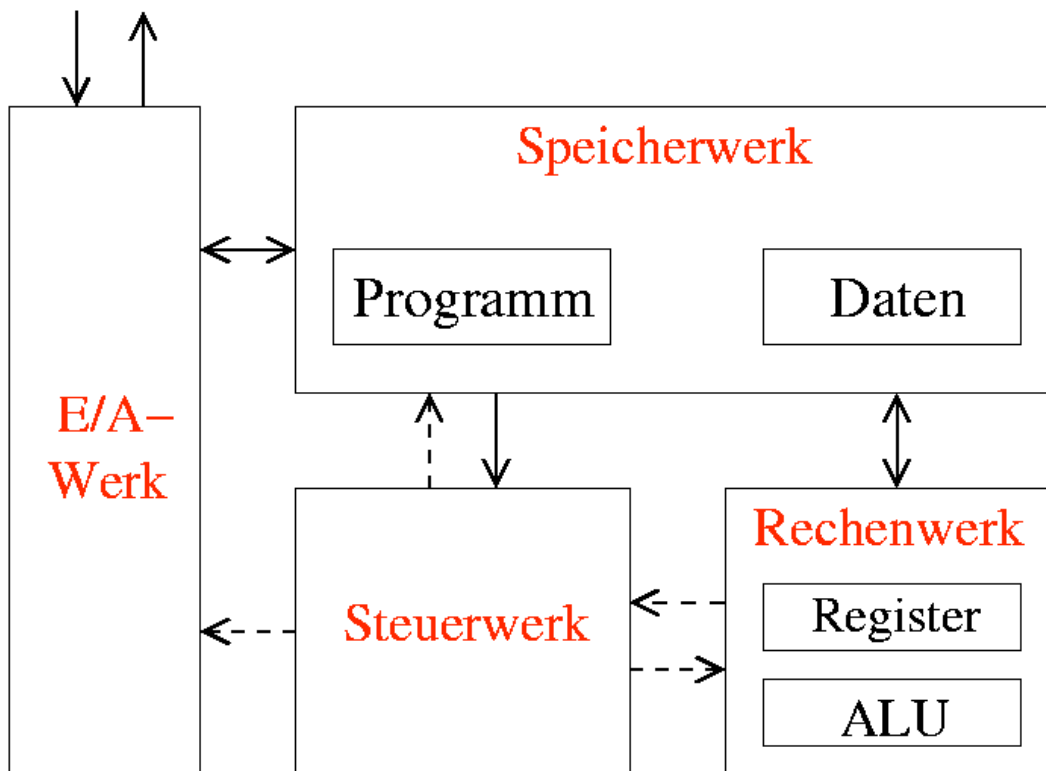 Speicherwerk
Programm
Daten
E/A–
Werk
Rechenwerk
Steuerwerk
Register
ALU